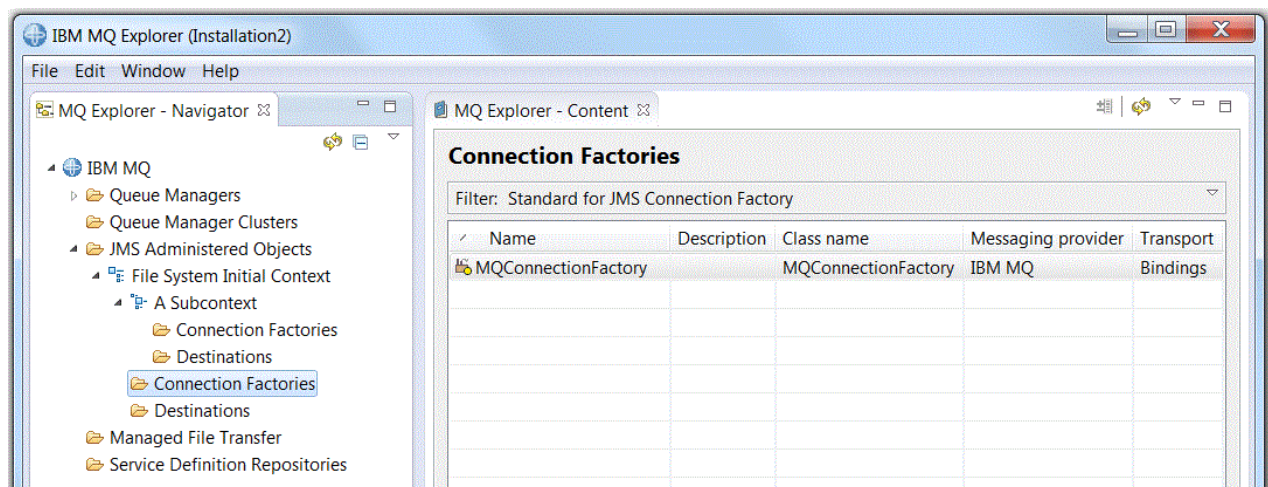 IBM MQ Explorer (Installation2)
File Edit Window Help
MQ Explorer - Navigator
IBM MQ
Queue Managers
Queue Manager Clusters
JMS Administered Objects
File System Initial Context
A Subcontext
Connection Factories
Destinations
Connection Factories
Destinations
Managed File Transfer
Service Definition Repositories
MQ Explorer - Content
Connection Factories
Filter: Standard for JMS Connection Factory
Name Description Class name Messaging provider Transport
MQConnectionFactory MQConnectionFactory IBM MQ Bindings